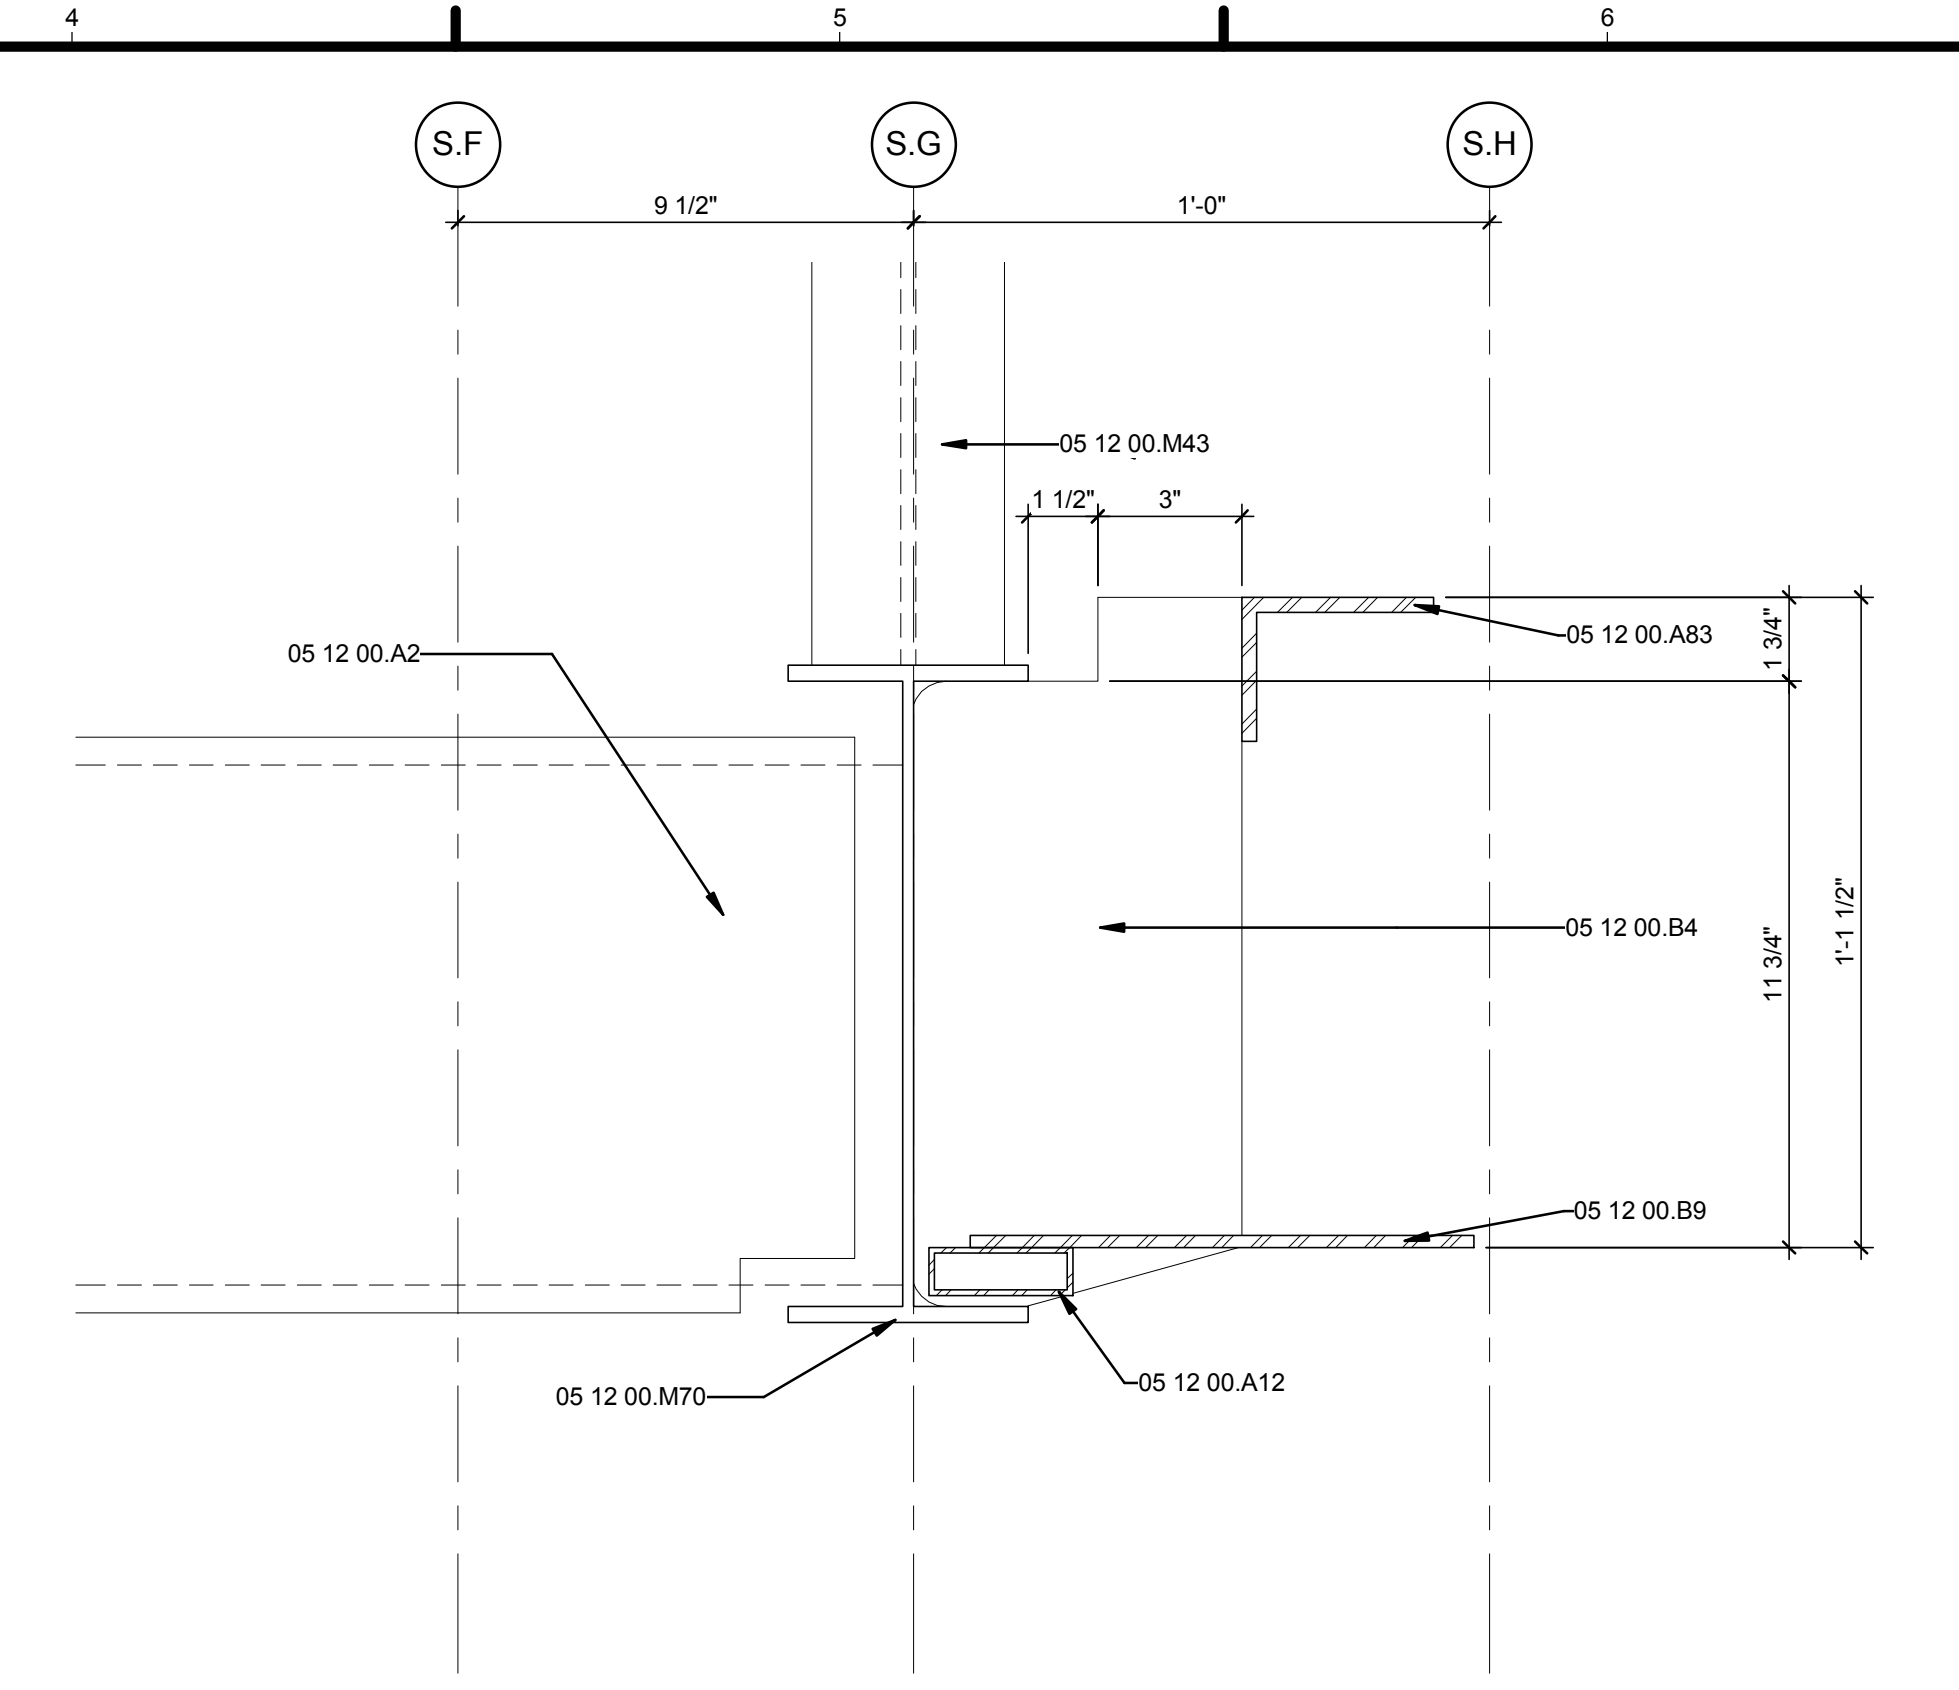 4 5 6
S.F S.G S.H
9 1/2" 1'-0"
05 12 00.M43
1 1/2" 3"
05 12 00.A83
1 3/4"
05 12 00.A2
05 12 00.B4
1'-1 1/2"
11 3/4"
05 12 00.B9
05 12 00.A12
05 12 00.M70